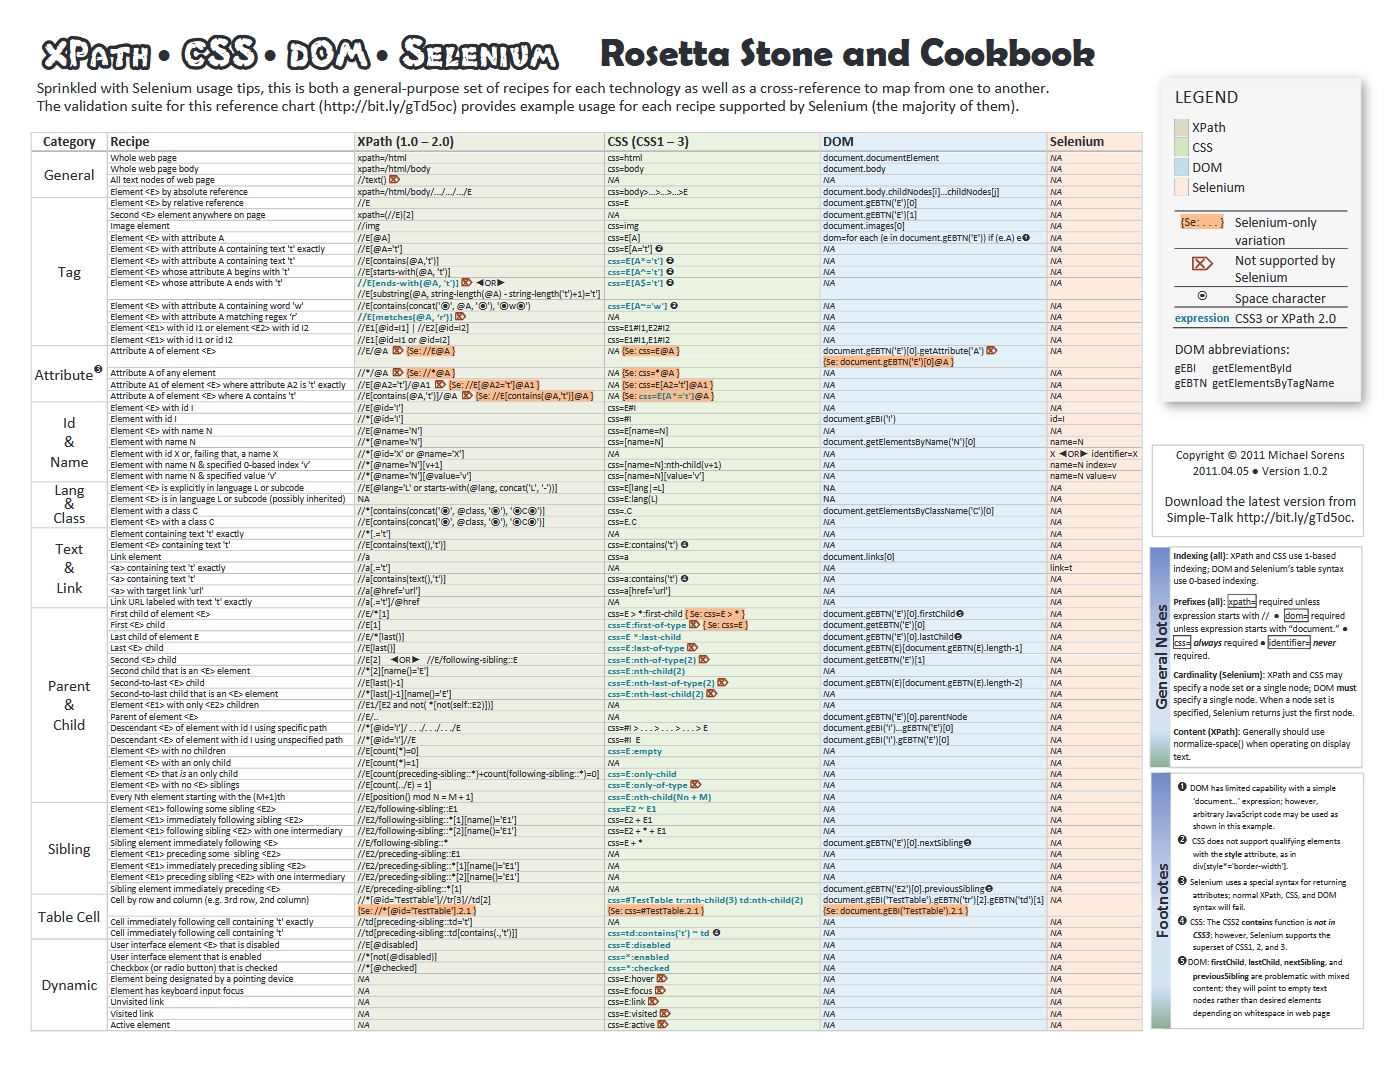 XPath • CSS • DOM • Selenium Rosetta Stone and Cookbook
Sprinkled with Selenium usage tips, this is both a general-purpose set of recipes for each technology as well as a cross-reference to map from one to another.
The validation suite for this reference chart (http://bit.ly/gTd5oc) provides example usage for each recipe supported by Selenium (the majority of them).
Category Recipe XPath (1.0 – 2.0) CSS (CSS1 – 3) DOM Selenium
General
Whole web page xpath=/html css=html document.documentElement NA
Whole web page body xpath=/html/body css=body document.body NA
All text nodes of web page //text() ⌦ NA NA NA
Element <E> by absolute reference xpath=/html/body/.../.../.../E css=body>...>...>...>E document.body.childNodes[i]...childNodes[j] NA
Tag
Element <E> by relative reference //E css=E document.gEBTN('E')[0] NA
Second <E> element anywhere on page xpath=(//E)[2] NA document.gEBTN('E')[1] NA
Image element //img css=img document.images[0] NA
Element <E> with attribute A //E[@A] css=E[A] dom=for each (e in document.gEBTN('E')) if (e.A) e❶ NA
Element <E> with attribute A containing text 't' exactly //E[@A='t'] css=E[A='t'] ❷ NA NA
Element <E> with attribute A containing text 't' //E[contains(@A,'t')] css=E[A*='t'] ❷ NA NA
Element <E> whose attribute A begins with 't' //E[starts-with(@A, 't')] css=E[A^='t'] ❷ NA NA
Element <E> whose attribute A ends with 't' //E[ends-with(@A, 't')] ⌦ ◄OR► css=E[A$='t'] ❷ NA NA
//E[substring(@A, string-length(@A) - string-length('t')+1)='t']
Element <E> with attribute A containing word 'w' //E[contains(concat('⦿', @A, '⦿'), '⦿w⦿') css=E[A~='w'] ❷ NA NA
Element <E> with attribute A matching regex 'r' //E[matches(@A, 'r')] ⌦ NA NA NA
Element <E1> with id I1 or element <E2> with id I2 //E1[@id=I1] | //E2[@id=I2] css=E1#I1,E2#I2 NA NA
Element <E1> with id I1 or id I2 //E1[@id=I1 or @id=I2] css=E1#I1,E1#I2 NA NA
Attribute❸
Attribute A of element <E> //E/@A ⌦ {Se: //E@A } NA {Se: css=E@A } document.gEBTN('E')[0].getAttribute('A') ⌦ NA
{Se: document.gEBTN('E')[0]@A }
Attribute A of any element //*/@A ⌦ {Se: //*@A } NA {Se: css=*@A } NA NA
Attribute A1 of element <E> where attribute A2 is 't' exactly //E[@A2='t']/@A1 ⌦ {Se: //E[@A2='t']@A1 } NA {Se: css=E[A2='t']@A1 } NA NA
Attribute A of element <E> where A contains 't' //E[contains(@A,'t')]/@A ⌦ {Se: //E[contains(@A,'t')]@A } NA {Se: css=E[A*='t']@A } NA NA
Id
&
Name
Element <E> with id I //E[@id='I'] css=E#I NA NA
Element with id I //*[@id='I'] css=#I document.gEBI('I') id=I
Element <E> with name N //E[@name='N'] css=E[name=N] NA NA
Element with name N //*[@name='N'] css=[name=N] document.getElementsByName('N')[0] name=N
Element with id X or, failing that, a name X //*[@id='X' or @name='X'] NA NA X ◄OR► identifier=X
Element with name N & specified 0-based index 'v' //*[@name='N'][v+1] css=[name=N]:nth-child(v+1) NA name=N index=v
Element with name N & specified value 'v' //*[@name='N'][@value='v'] css=[name=N][value='v'] NA name=N value=v
Lang
&
Class
Element <E> is explicitly in language L or subcode //E[@lang='L' or starts-with(@lang, concat('L', '-'))] css=E[lang|=L] NA NA
Element <E> is in language L or subcode (possibly inherited) NA css=E:lang(L) NA NA
Element with a class C //*[contains(concat('⦿', @class, '⦿'), '⦿C⦿')] css=.C document.getElementsByClassName('C')[0] NA
Element <E> with a class C //E[contains(concat('⦿', @class, '⦿'), '⦿C⦿')] css=E.C NA NA
Text
&
Link
Element containing text 't' exactly //*[.='t'] NA NA NA
Element <E> containing text 't' //E[contains(text(),'t')] css=E:contains('t') ❹ NA NA
Link element //a css=a document.links[0] NA
<a> containing text 't' exactly //a[.='t'] NA NA link=t
<a> containing text 't' //a[contains(text(),'t')] css=a:contains('t') ❹ NA NA
<a> with target link 'url' //a[@href='url'] css=a[href='url'] NA NA
Link URL labeled with text 't' exactly //a[.='t']/@href NA NA NA
Parent
&
Child
First child of element <E> //E/*[1] css=E > *:first-child { Se: css=E > * } document.gEBTN('E')[0].firstChild❺ NA
First <E> child //E[1] css=E:first-of-type ⌦ { Se: css=E } document.getEBTN('E')[0] NA
Last child of element E //E/*[last()] css=E *:last-child document.gEBTN('E')[0].lastChild❺ NA
Last <E> child //E[last()] css=E:last-of-type ⌦ document.gEBTN(E)[document.gEBTN(E).length-1] NA
Second <E> child //E[2] ◄OR► //E/following-sibling::E css=E:nth-of-type(2) ⌦ document.getEBTN('E')[1] NA
Second child that is an <E> element //*[2][name()='E'] css=E:nth-child(2) NA NA
Second-to-last <E> child //E[last()-1] css=E:nth-last-of-type(2) ⌦ document.gEBTN(E)[document.gEBTN(E).length-2] NA
Second-to-last child that is an <E> element //*[last()-1][name()='E'] css=E:nth-last-child(2) ⌦ NA NA
Element <E1> with only <E2> children //E1/[E2 and not( *[not(self::E2)])] NA NA NA
Parent of element <E> //E/.. NA document.gEBTN('E')[0].parentNode NA
Descendant <E> of element with id I using specific path //*[@id='I']/.../.../.../E css=#I >...>...>...> E document.gEBI('I')...gEBTN('E')[0] NA
Descendant <E> of element with id I using unspecified path //*[@id='I']//E css=#I E document.gEBI('I').gEBTN('E')[0] NA
Element <E> with no children //E[count(*)=0] css=E:empty NA NA
Element <E> with an only child //E[count(*)=1] NA NA NA
Element <E> that is an only child //E[count(preceding-sibling::*)+count(following-sibling::*)=0] css=E:only-child NA NA
Element <E> with no <E> siblings //E[count(../E) = 1] css=E:only-of-type ⌦ NA NA
Every Nth element starting with the (M+1)th //E[position() mod N = M + 1] css=E:nth-child(Nn + M) NA NA
Sibling
Element <E1> following some sibling <E2> //E2/following-sibling::E1 css=E2 ~ E1 NA NA
Element <E1> immediately following sibling <E2> //E2/following-sibling::*[1][name()='E1'] css=E2 + E1 NA NA
Element <E1> following sibling <E2> with one intermediary //E2/following-sibling::*[2][name()='E1'] css=E2 + * + E1 NA NA
Sibling element immediately following <E> //E/following-sibling::* css=E + * document.gEBTN('E')[0].nextSibling❺ NA
Element <E1> preceding some sibling <E2> //E2/preceding-sibling::E1 NA NA NA
Element <E1> immediately preceding sibling <E2> //E2/preceding-sibling::*[1][name()='E1'] NA NA NA
Element <E1> preceding sibling <E2> with one intermediary //E2/preceding-sibling::*[2][name()='E1'] NA NA NA
Sibling element immediately preceding <E> //E/preceding-sibling::*[1] NA document.gEBTN('E2')[0].previousSibling❺ NA
Table Cell
Cell by row and column (e.g. 3rd row, 2nd column) //*[@id='TestTable']//tr[3]//td[2] css=#TestTable tr:nth-child(3) td:nth-child(2) document.gEBI('TestTable').gEBTN('tr')[2].gEBTN('td')[1] NA
{Se: //*[@id='TestTable'].2.1 } {Se: css=#TestTable.2.1 } {Se: document.gEBI('TestTable').2.1 }
Cell immediately following cell containing 't' exactly //td[preceding-sibling::td='t'] NA NA NA
Cell immediately following cell containing 't' //td[preceding-sibling::td[contains(.,'t')]] css=td:contains('t') ~ td ❹ NA NA
Dynamic
User interface element <E> that is disabled //E[@disabled] css=E:disabled NA NA
User interface element that is enabled //*[not(@disabled)] css=*:enabled NA NA
Checkbox (or radio button) that is checked //*[@checked] css=*:checked NA NA
Element being designated by a pointing device NA css=E:hover ⌦ NA NA
Element has keyboard input focus NA css=E:focus ⌦ NA NA
Unvisited link NA css=E:link ⌦ NA NA
Visited link NA css=E:visited ⌦ NA NA
Active element NA css=E:active ⌦ NA NA
LEGEND
XPath
CSS
DOM
Selenium
{Se: . . . } Selenium-only
variation
⌦ Not supported by
Selenium
⦿ Space character
expression CSS3 or XPath 2.0
DOM abbreviations:
gEBI getElementById
gEBTN getElementsByTagName
Copyright © 2011 Michael Sorens
2011.04.05 ● Version 1.0.2
Download the latest version from
Simple-Talk http://bit.ly/gTd5oc.
General Notes
Indexing (all): XPath and CSS use 1-based
indexing; DOM and Selenium's table syntax
use 0-based indexing.
Prefixes (all): xpath= required unless
expression starts with // ● dom= required
unless expression starts with "document." ●
css= always required ● identifier= never
required.
Cardinality (Selenium): XPath and CSS may
specify a node set or a single node; DOM must
specify a single node. When a node set is
specified, Selenium returns just the first node.
Content (XPath): Generally should use
normalize-space() when operating on display
text.
Footnotes
❶ DOM has limited capability with a simple
'document...' expression; however,
arbitrary JavaScript code may be used as
shown in this example.
❷ CSS does not support qualifying elements
with the style attribute, as in
div[style*='border-width'].
❸ Selenium uses a special syntax for returning
attributes; normal XPath, CSS, and DOM
syntax will fail.
❹ CSS: The CSS2 contains function is not in
CSS3; however, Selenium supports the
superset of CSS1, 2, and 3.
❺DOM: firstChild, lastChild, nextSibling, and
previousSibling are problematic with mixed
content; they will point to empty text
nodes rather than desired elements
depending on whitespace in web page